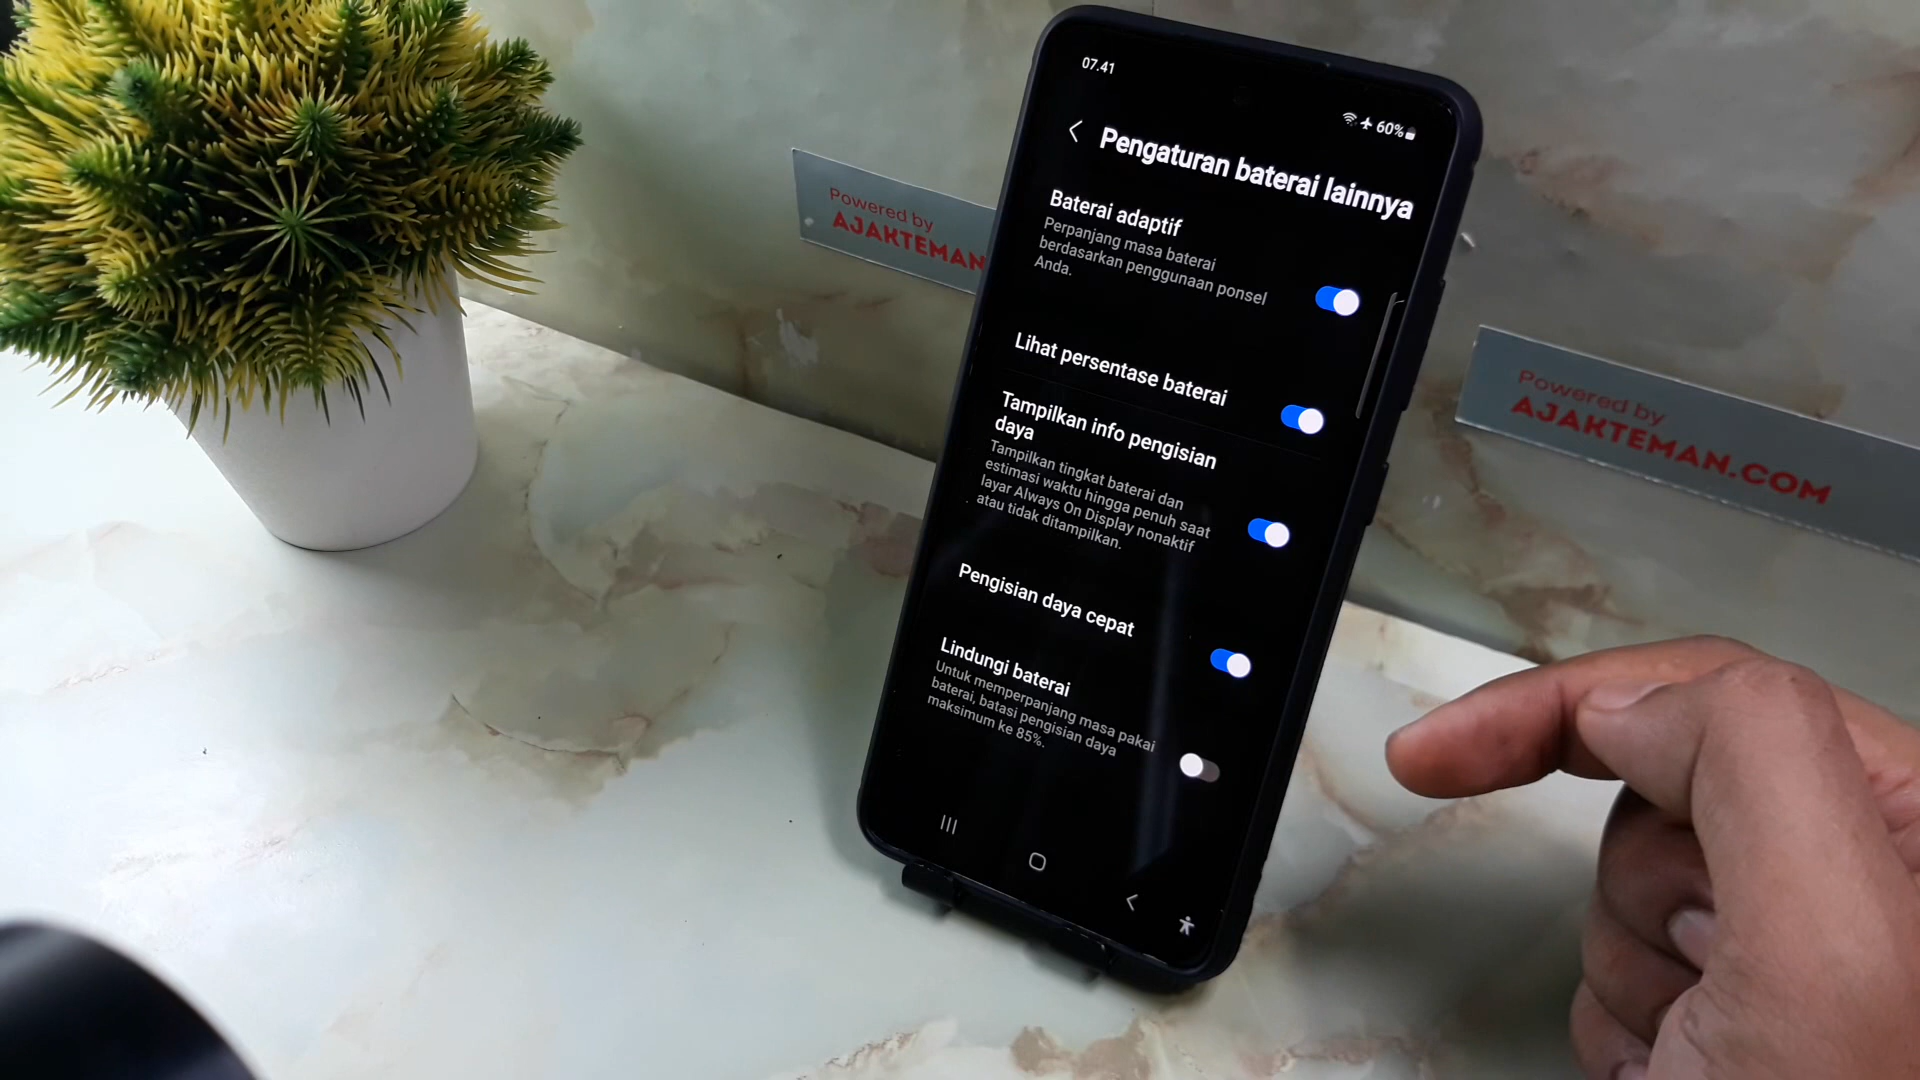 07.41
60%
Pengaturan baterai lainnya
Baterai adaptif
Perpanjang masa baterai
berdasarkan penggunaan ponsel
Anda.
Lihat persentase baterai
Tampilkan info pengisian
daya
Tampilkan tingkat baterai dan
estimasi waktu hingga penuh saat
layar Always On Display nonaktif
atau tidak ditampilkan.
Pengisian daya cepat
Lindungi baterai
Untuk memperpanjang masa pakai
baterai, batasi pengisian daya
maksimum ke 85%.
Powered by
AJAKTEMAN
Powered by
AJAKTEMAN.COM